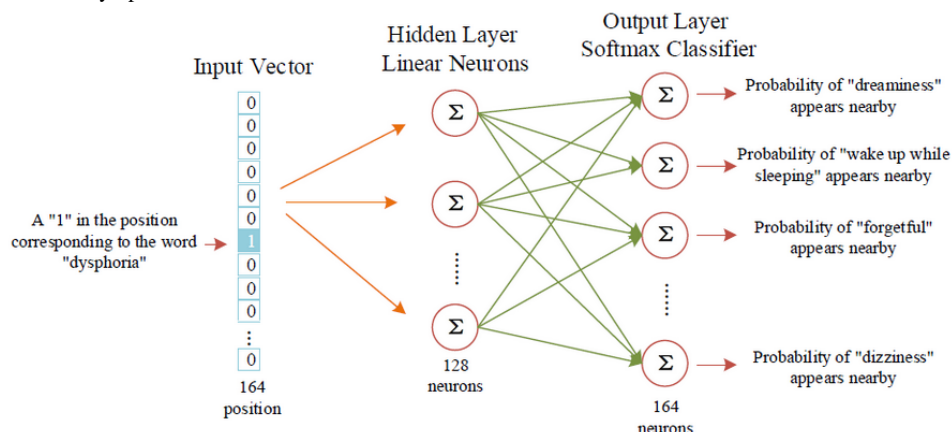 Hidden Layer
Linear Neurons
Output Layer
Softmax Classifier
Input Vector
0
0
0
0
0
0
1
0
0
0
⋮
0
A "1" in the position
corresponding to the word
"dysphoria"
164
position
Σ
Σ
......
Σ
128
neurons
Σ
Σ
Σ
......
Σ
164
neurons
Probability of "dreaminess"
appears nearby
Probability of "wake up while
sleeping" appears nearby
Probability of "forgetful"
appears nearby
Probability of "dizziness"
appears nearby